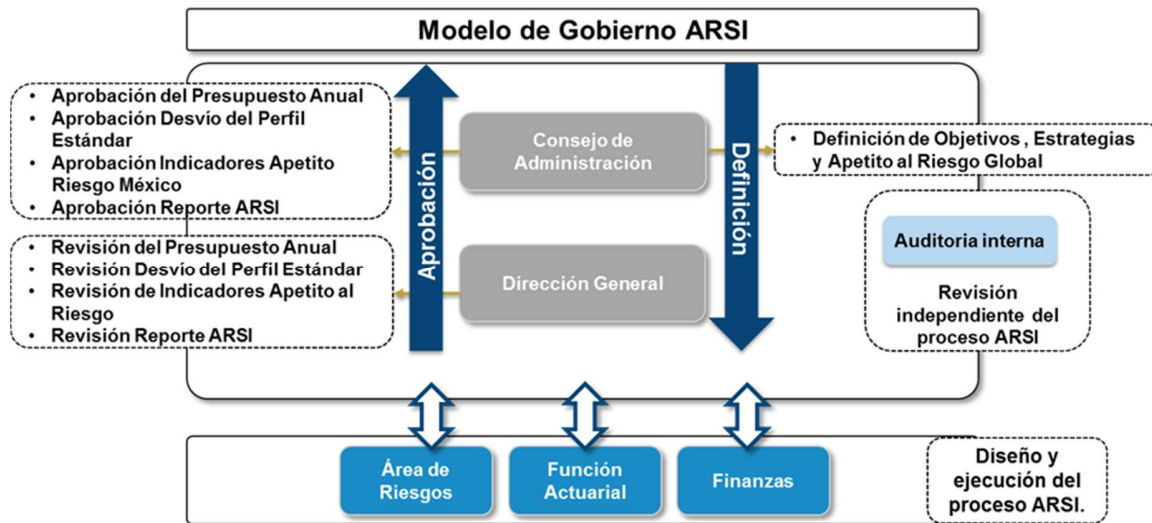 Modelo de Gobierno ARSI
• Aprobación del Presupuesto Anual
• Aprobación Desvío del Perfil
Estándar
• Aprobación Indicadores Apetito
Riesgo México
• Aprobación Reporte ARSI
• Revisión del Presupuesto Anual
• Revisión Desvío del Perfil Estándar
• Revisión de Indicadores Apetito al
Riesgo
• Revisión Reporte ARSI
Aprobación
Consejo de
Administración
Dirección General
Definición
• Definición de Objetivos , Estrategias
y Apetito al Riesgo Global
Auditoria interna
Revisión
independiente del
proceso ARSI
Área de
Riesgos
Función
Actuarial
Finanzas
Diseño y
ejecución del
proceso ARSI.